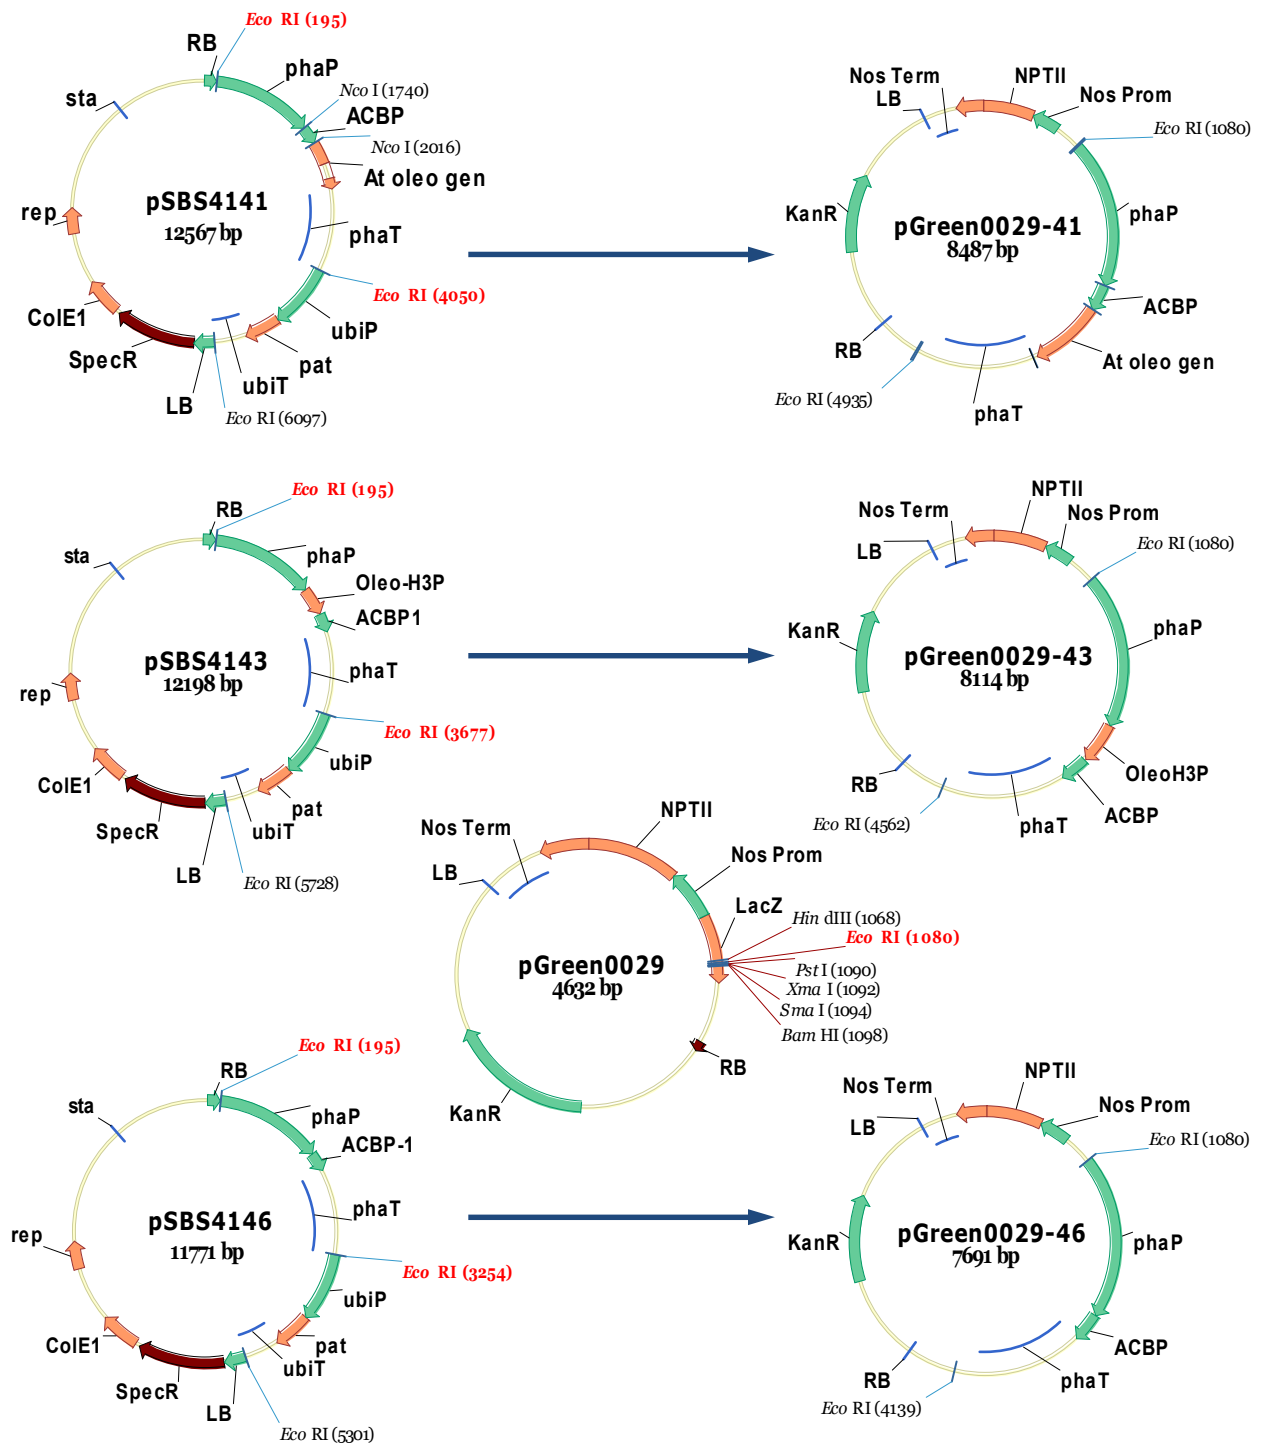 Eco RI (195)
RB
phaP
Nco I (1740)
ACBP
Nco I (2016)
At oleo gen
sta
pSBS4141
12567 bp
rep
phaT
Eco RI (4050)
ubiP
ColE1
SpecR
pat
ubiT
LB
Eco RI (6097)
Nos Term
NPTII
LB
Nos Prom
Eco RI (1080)
KanR
phaP
pGreen0029-41
8487 bp
ACBP
RB
At oleo gen
Eco RI (4935)
phaT
Eco RI (195)
RB
phaP
sta
Oleo-H3P
ACBP1
pSBS4143
12198 bp
phaT
rep
Eco RI (3677)
ubiP
ColE1
pat
SpecR
ubiT
LB
Eco RI (5728)
NPTII
Nos Term
Nos Prom
LB
Eco RI (1080)
KanR
phaP
pGreen0029-43
8114 bp
RB
OleoH3P
ACBP
Eco RI (4562)
phaT
NPTII
Nos Term
Nos Prom
LB
LacZ
Hin dIII (1068)
Eco RI (1080)
pGreen0029
4632 bp
Pst I (1090)
Xma I (1092)
Sma I (1094)
Bam HI (1098)
RB
KanR
Eco RI (195)
RB
sta
phaP
ACBP-1
pSBS4146
11771 bp
phaT
rep
Eco RI (3254)
ubiP
ColE1
pat
ubiT
SpecR
LB
Eco RI (5301)
NPTII
Nos Term
Nos Prom
LB
Eco RI (1080)
KanR
pGreen0029-46
7691 bp
phaP
ACBP
RB
phaT
Eco RI (4139)